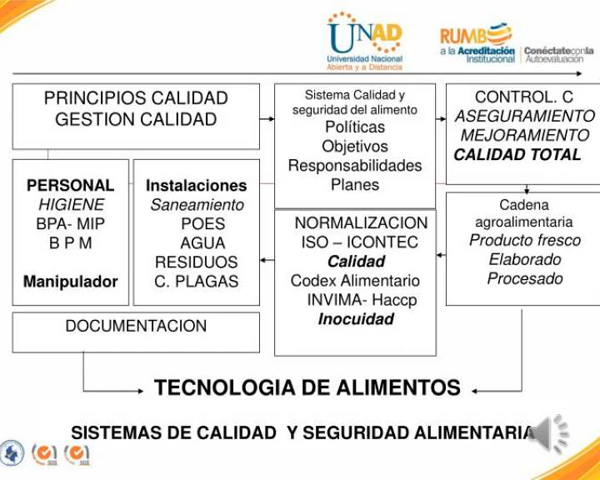 UNAD
Universidad Nacional
Abierta y a Distancia
RUMBO
a la Acreditación
Institucional
Conéctate con la
Autoevaluación
PRINCIPIOS CALIDAD
GESTION CALIDAD
Sistema Calidad y
seguridad del alimento
Políticas
Objetivos
Responsabilidades
Planes
CONTROL. C
ASEGURAMIENTO
MEJORAMIENTO
CALIDAD TOTAL
PERSONAL
HIGIENE
BPA- MIP
B P M
Manipulador
Instalaciones
Saneamiento
POES
AGUA
RESIDUOS
C. PLAGAS
NORMALIZACION
ISO – ICONTEC
Calidad
Codex Alimentario
INVIMA- Haccp
Inocuidad
Cadena
agroalimentaria
Producto fresco
Elaborado
Procesado
DOCUMENTACION
TECNOLOGIA DE ALIMENTOS
SISTEMAS DE CALIDAD Y SEGURIDAD ALIMENTARIA